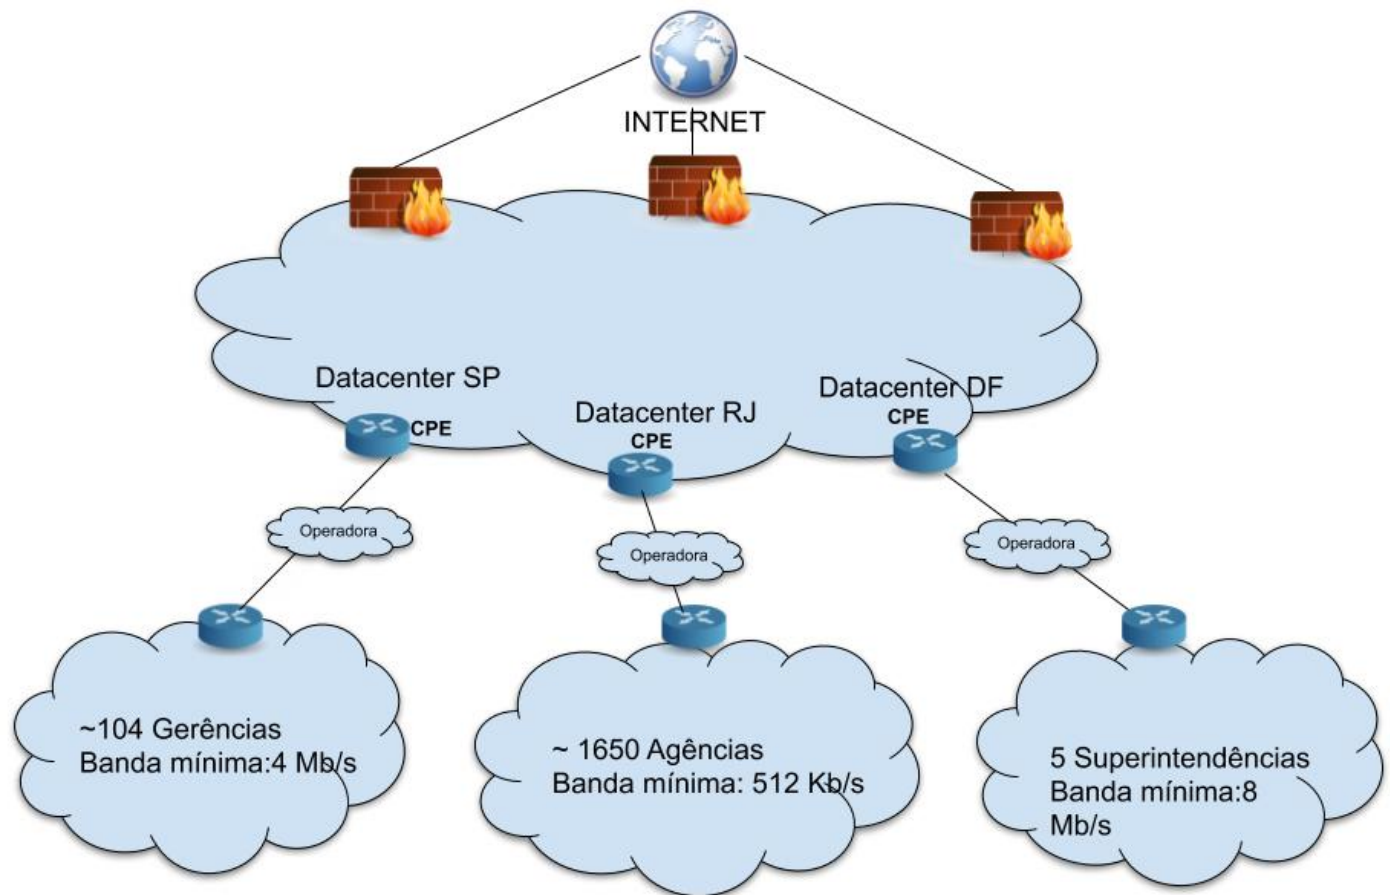 INTERNET
Datacenter SP
CPE
Datacenter RJ
CPE
Datacenter DF
CPE
Operadora
Operadora
Operadora
~104 Gerências
Banda mínima:4 Mb/s
~ 1650 Agências
Banda mínima: 512 Kb/s
5 Superintendências
Banda mínima:8
Mb/s